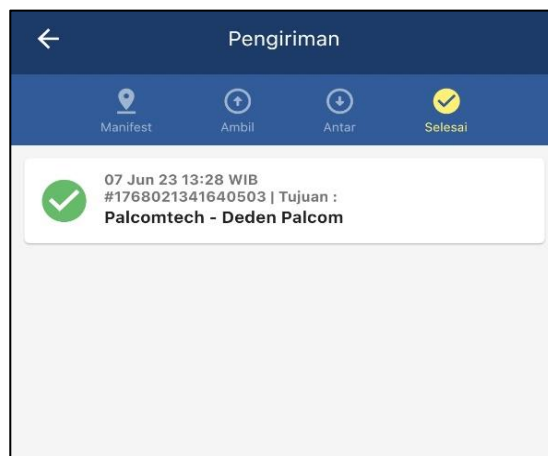 Pengiriman
Manifest
Ambil
Antar
Selesai
07 Jun 23 13:28 WIB
#1768021341640503 | Tujuan :
Palcomtech - Deden Palcom